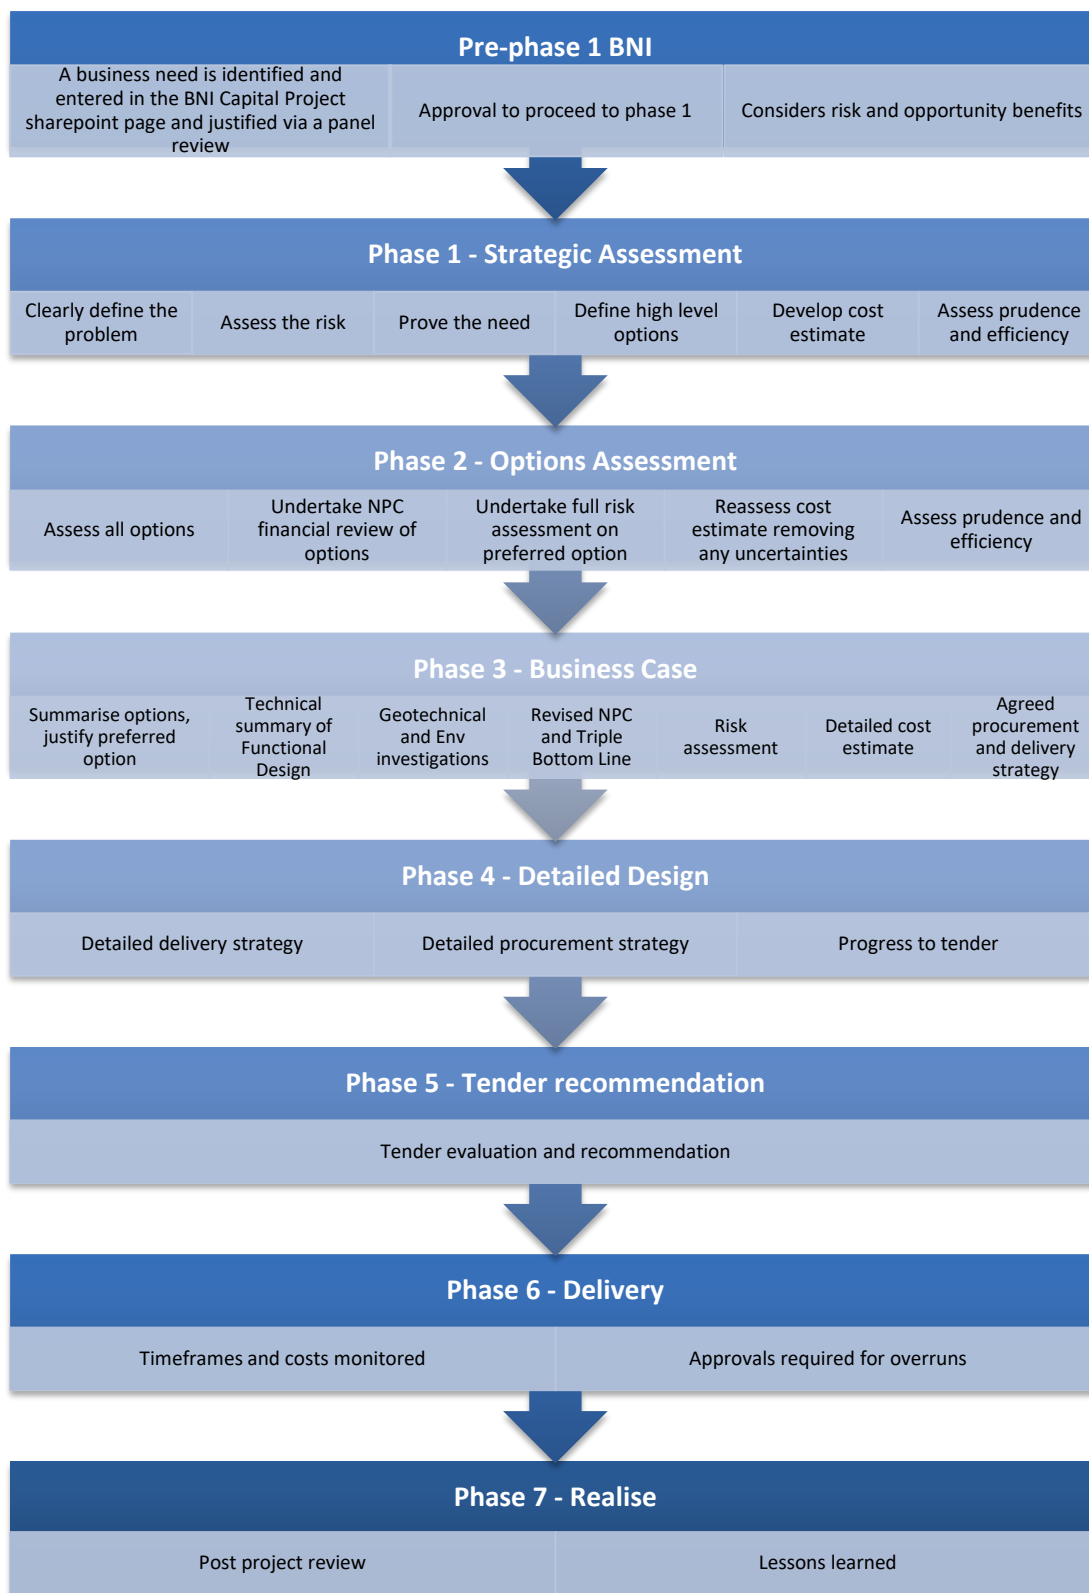 Pre-phase 1 BNI
A business need is identified and
entered in the BNI Capital Project
sharepoint page and justified via a panel
review
Approval to proceed to phase 1
Considers risk and opportunity benefits
Phase 1 - Strategic Assessment
Clearly define the
problem
Assess the risk
Prove the need
Define high level
options
Develop cost
estimate
Assess prudence
and efficiency
Phase 2 - Options Assessment
Assess all options
Undertake NPC
financial review of
options
Undertake full risk
assessment on
preferred option
Reassess cost
estimate removing
any uncertainties
Assess prudence and
efficiency
Phase 3 - Business Case
Summarise options,
justify preferred
option
Technical
summary of
Functional
Design
Geotechnical
and Env
investigations
Revised NPC
and Triple
Bottom Line
Risk
assessment
Detailed cost
estimate
Agreed
procurement
and delivery
strategy
Phase 4 - Detailed Design
Detailed delivery strategy
Detailed procurement strategy
Progress to tender
Phase 5 - Tender recommendation
Tender evaluation and recommendation
Phase 6 - Delivery
Timeframes and costs monitored
Approvals required for overruns
Phase 7 - Realise
Post project review
Lessons learned